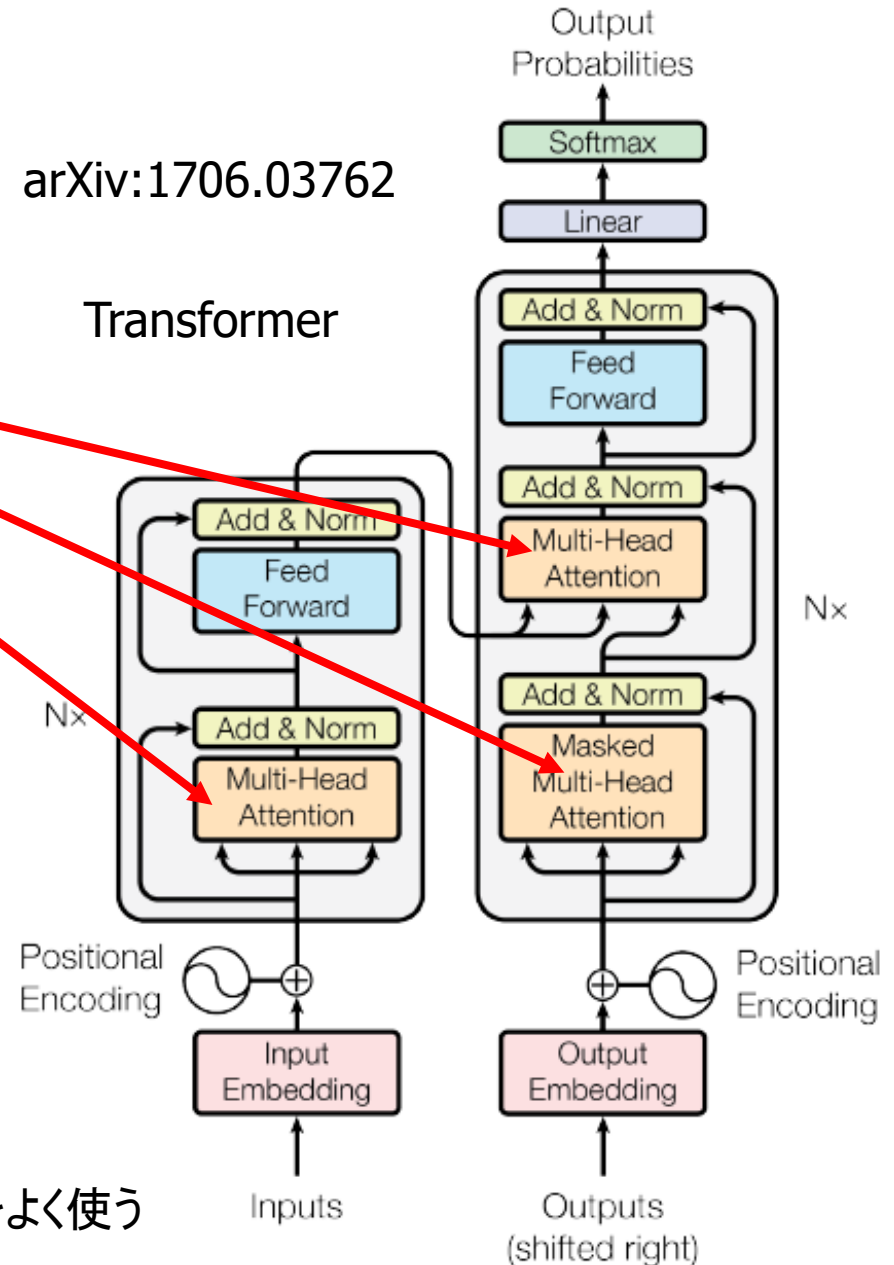 Output
Probabilities
Softmax
arXiv:1706.03762
Linear
Transformer
Add & Norm
Feed
Forward
Add & Norm
Multi-Head
Attention
Add & Norm
Feed
Forward
Nx
Add & Norm
Masked
Multi-Head
Attention
Nx
Add & Norm
Multi-Head
Attention
Positional
Encoding
Positional
Encoding
Input
Embedding
Output
Embedding
よく使う
Inputs
Outputs
(shifted right)